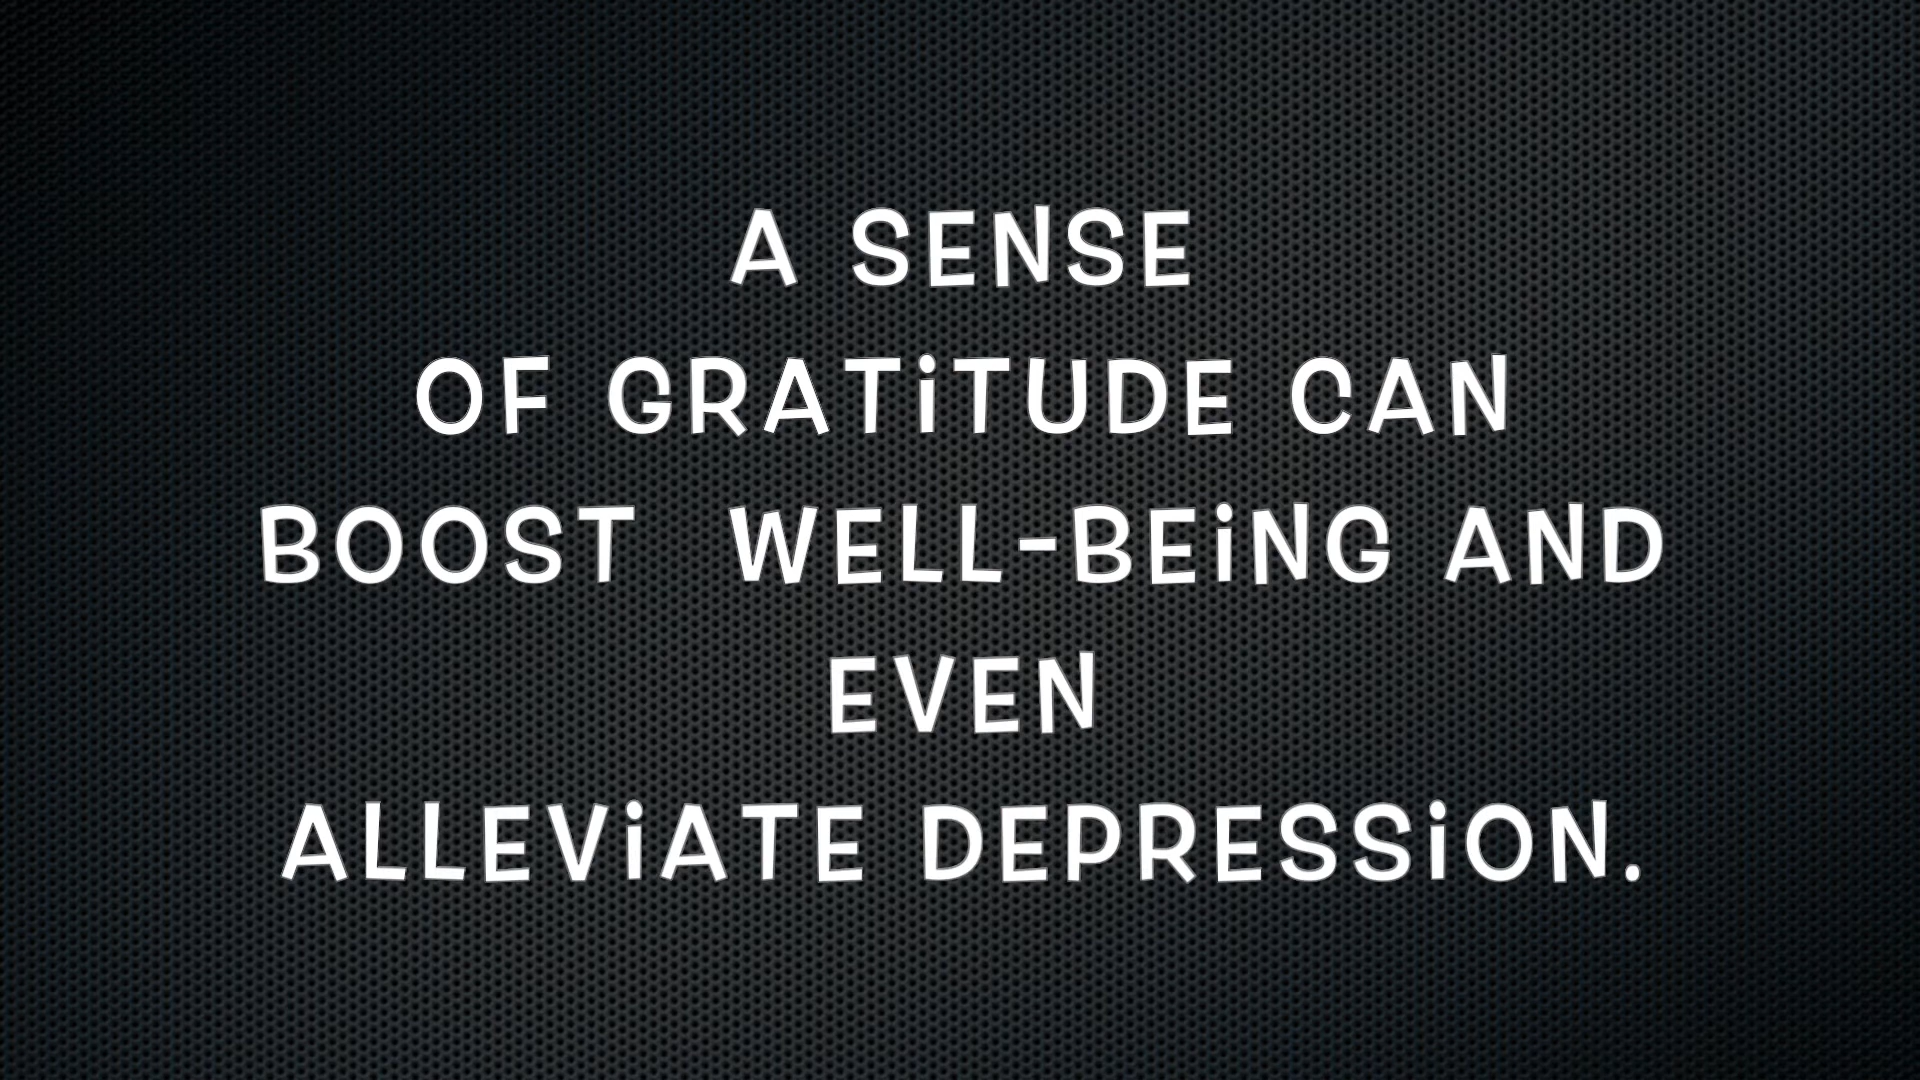 A SENSE
OF GRATiTUDE CAN
BOOST  WELL-BEiNG AND
EVEN
ALLEViATE DEPRESSiON.